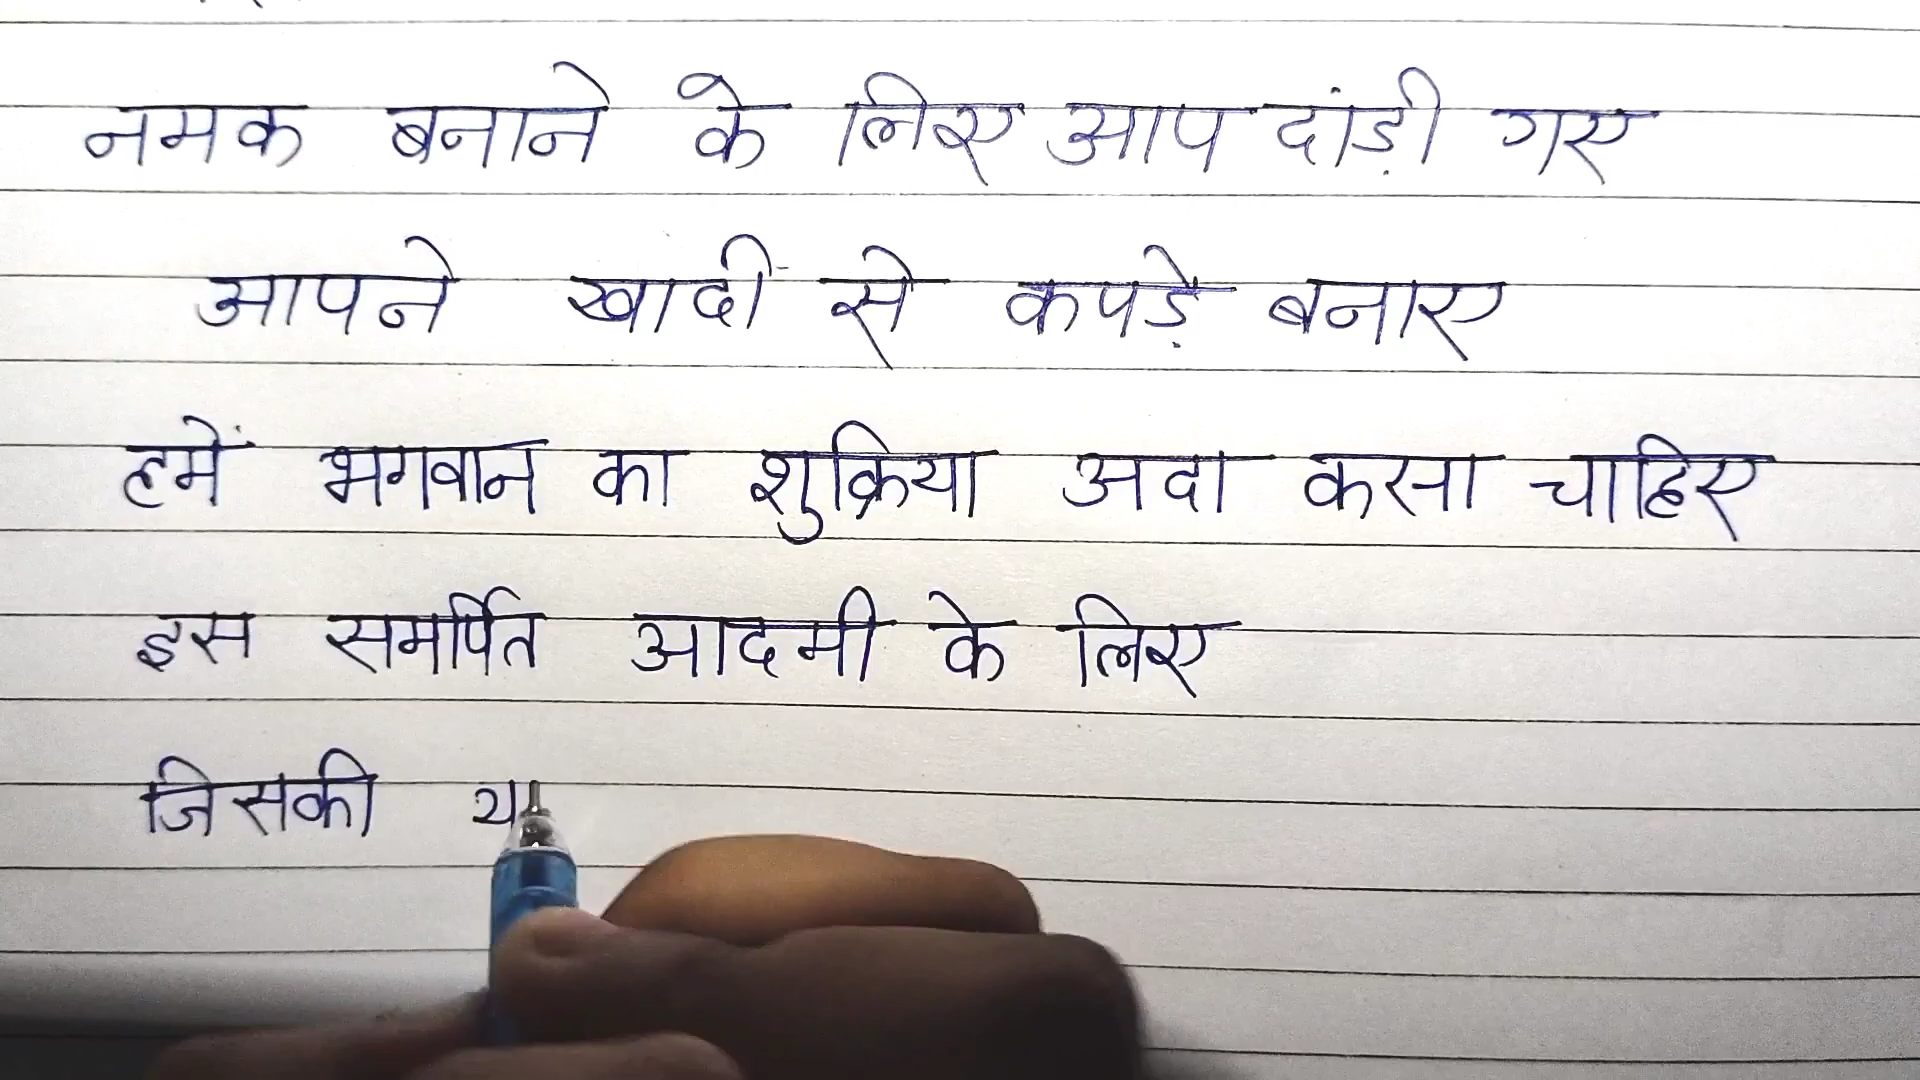 नमक बनाने के लिए आप दांड़ी गए
आपने खादी से कपड़े बनाए
हमें भगवान का शुक्रिया अदा करना चाहिए
इस समर्पित आदमी के लिए
जिसकी